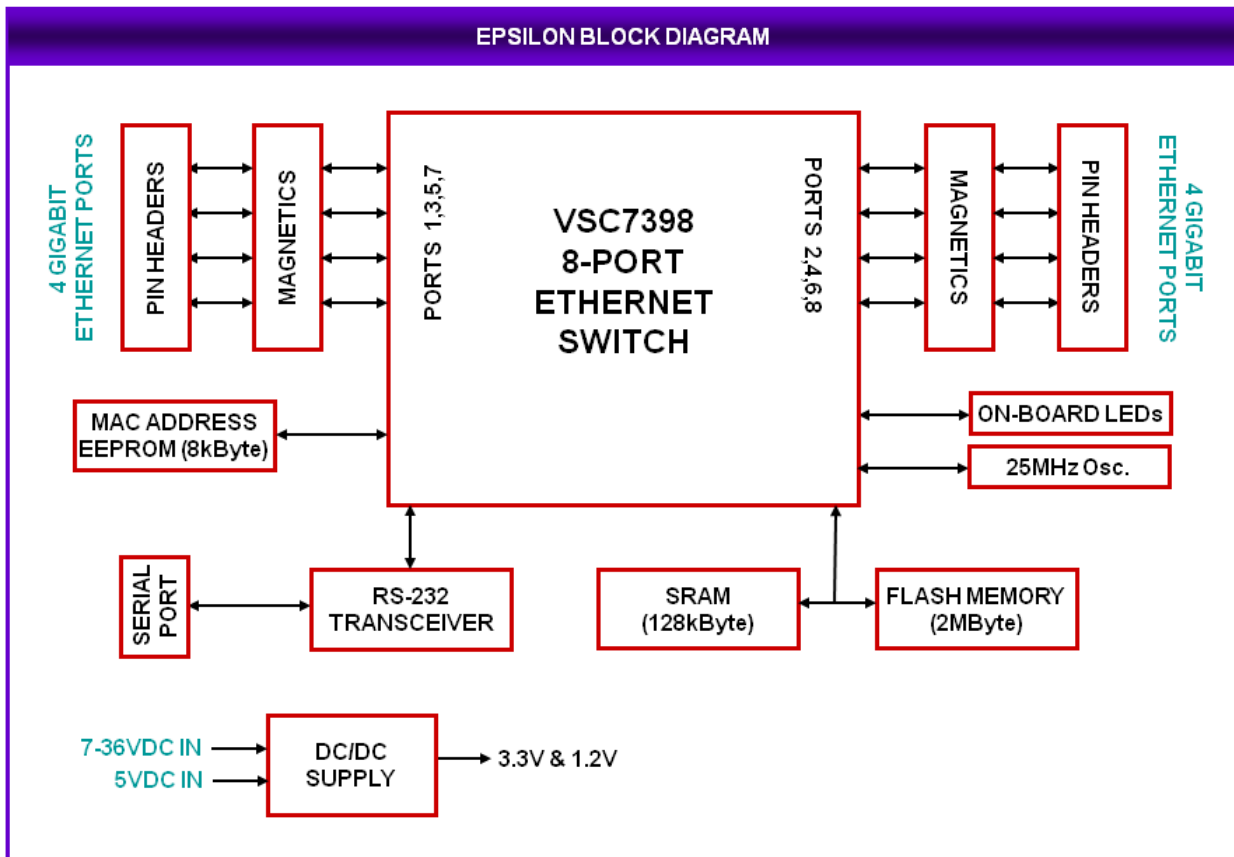 EPSILON BLOCK DIAGRAM
4 GIGABIT
ETHERNET PORTS
PIN HEADERS
MAGNETICS
PORTS 1,3,5,7
VSC7398
8-PORT
ETHERNET
SWITCH
PORTS 2,4,6,8
MAGNETICS
PIN HEADERS
4 GIGABIT
ETHERNET PORTS
MAC ADDRESS
EEPROM (8kByte)
ON-BOARD LEDs
25MHz Osc.
SERIAL
PORT
RS-232
TRANSCEIVER
SRAM
(128kByte)
FLASH MEMORY
(2MByte)
7-36VDC IN
5VDC IN
DC/DC
SUPPLY
3.3V & 1.2V